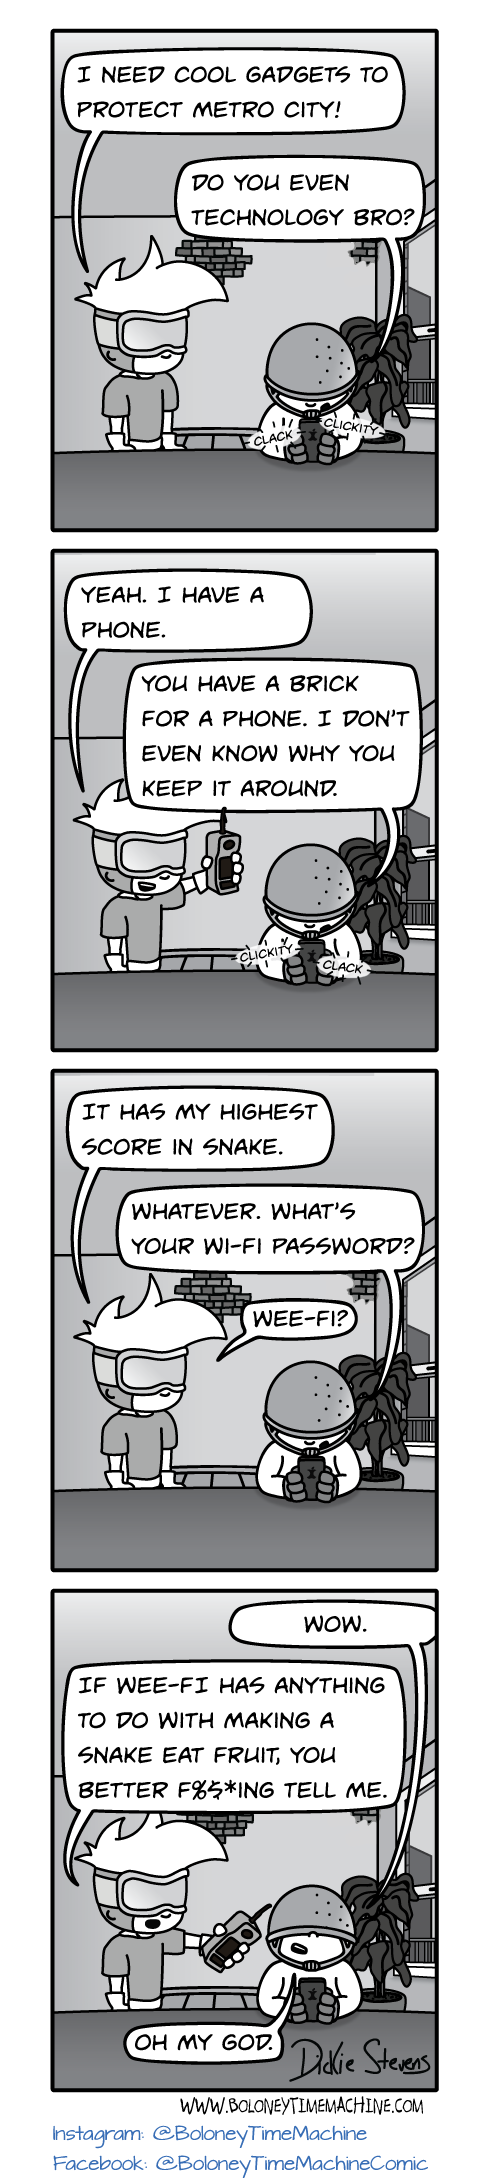 I NEED COOL GADGETS TO
PROTECT METRO CITY!
DO YOU EVEN
TECHNOLOGY BRO?
CLACK
CLICKITY
YEAH. I HAVE A
PHONE.
YOU HAVE A BRICK
FOR A PHONE. I DON'T
EVEN KNOW WHY YOU
KEEP IT AROUND.
CLICKITY
CLACK
IT HAS MY HIGHEST
SCORE IN SNAKE.
WHATEVER. WHAT'S
YOUR WI-FI PASSWORD?
WEE-FI?
WOW.
IF WEE-FI HAS ANYTHING
TO DO WITH MAKING A
SNAKE EAT FRUIT, YOU
BETTER F%$*ING TELL ME.
OH MY GOD.
Dickie Stevens
WWW.BOLONEYTIMEMACHINE.COM
Instagram: @BoloneyTimeMachine
Facebook: @BoloneyTimeMachineComic